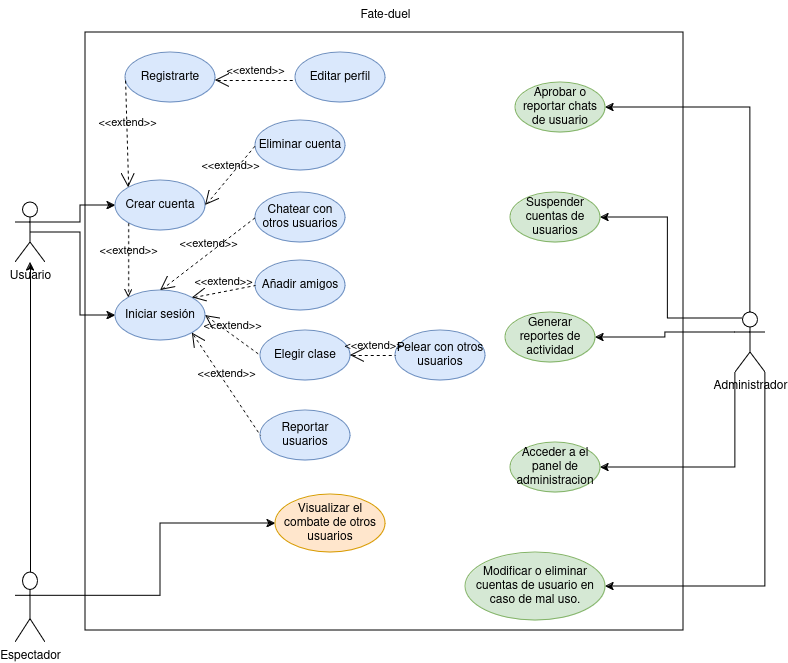 Fate-duel
Registrarte
<<extend>>
Editar perfil
<<extend>>
Eliminar cuenta
<<extend>>
Crear cuenta
Chatear con
otros usuarios
<<extend>>
<<extend>>
Añadir amigos
<<extend>>
Iniciar sesión
<<extend>>
Elegir clase
<<extend>>
Pelear con otros
usuarios
<<extend>>
Reportar
usuarios
Visualizar el
combate de otros
usuarios
Aprobar o
reportar chats
de usuario
Suspender
cuentas de
usuarios
Generar
reportes de
actividad
Acceder a el
panel de
administracion
Modificar o eliminar
cuentas de usuario en
caso de mal uso.
Usuario
Administrador
Espectador